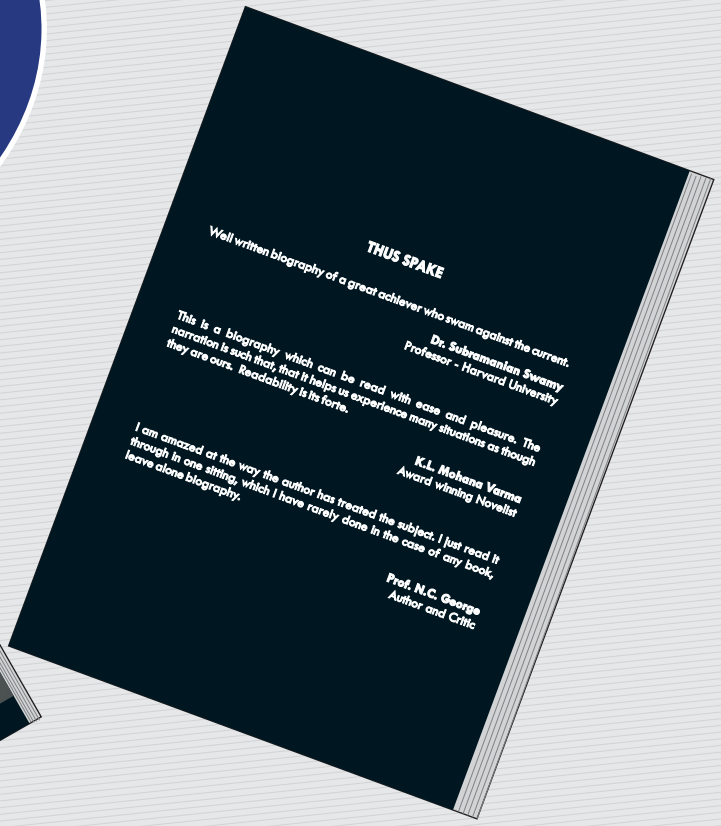 THUS SPAKE
Well written biography of a great achiever who swam against the current.
Dr. Subramanian Swamy
Professor - Harvard University
This is a biography which can be read with ease and pleasure. The
narration is such that, that it helps us experience many situations as though
they are ours. Readability is its forte.
K.L. Mohana Varma
Award winning Novelist
I am amazed at the way the author has treated the subject. I just read it
through in one sitting, which I have rarely done in the case of any book,
leave alone biography.
Prof. N.C. George
Author and Critic